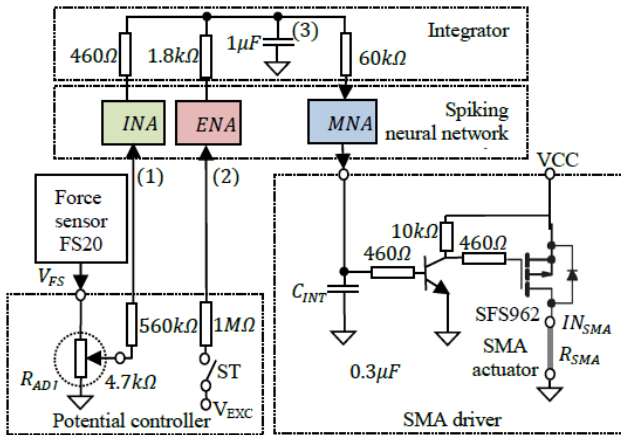 460Ω
1.8kΩ
1μF
(3)
60kΩ
Integrator
INA
ENA
MNA
Spiking
neural network
(1)
(2)
Force
sensor
FS20
V_FS
560kΩ
1MΩ
R_ADJ
4.7kΩ
ST
V_EXC
Potential controller
VCC
10kΩ
460Ω
460Ω
C_INT
0.3μF
SFS962
IN_SMA
SMA
actuator
R_SMA
SMA driver